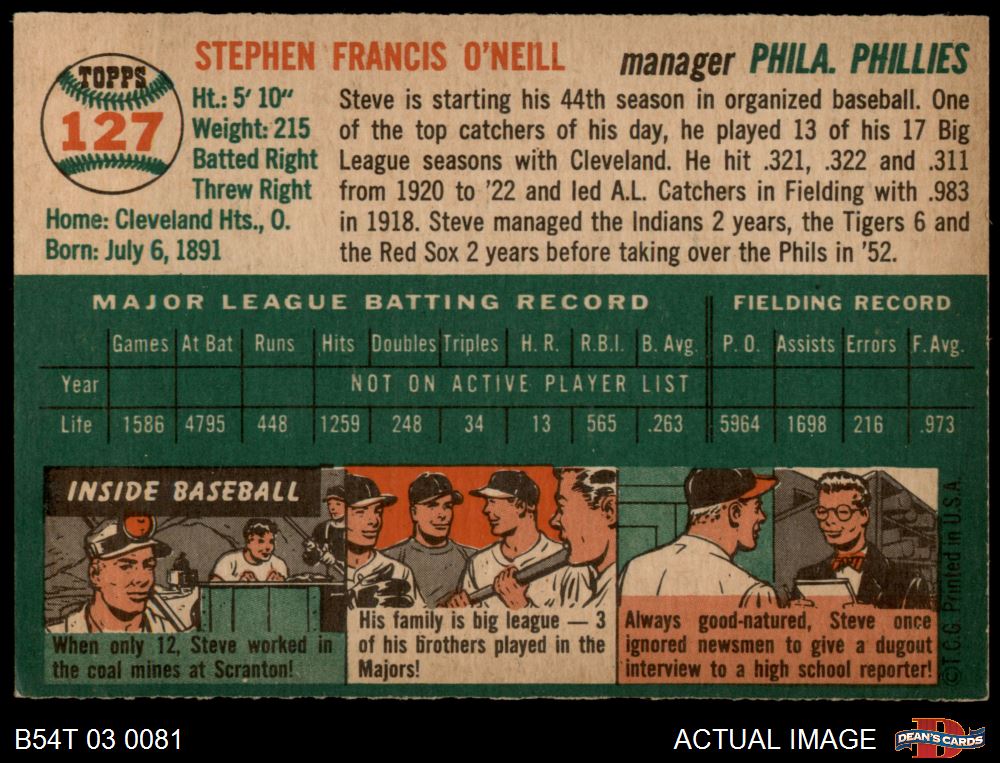 TOPPS
127
STEPHEN FRANCIS O'NEILL
manager PHILA. PHILLIES
Ht.: 5' 10"
Weight: 215
Batted Right
Threw Right
Home: Cleveland Hts., O.
Born: July 6, 1891
Steve is starting his 44th season in organized baseball. One
of the top catchers of his day, he played 13 of his 17 Big
League seasons with Cleveland. He hit .321, .322 and .311
from 1920 to '22 and led A.L. Catchers in Fielding with .983
in 1918. Steve managed the Indians 2 years, the Tigers 6 and
the Red Sox 2 years before taking over the Phils in '52.
MAJOR LEAGUE BATTING RECORD FIELDING RECORD
Games At Bat Runs Hits Doubles Triples H. R. R.B.I. B. Avg. P. O. Assists Errors F. Avg.
Year NOT ON ACTIVE PLAYER LIST
Life 1586 4795 448 1259 248 34 13 565 .263 5964 1698 216 .973
INSIDE BASEBALL
When only 12, Steve worked in
the coal mines at Scranton!
His family is big league — 3
of his brothers played in the
Majors!
Always good-natured, Steve once
ignored newsmen to give a dugout
interview to a high school reporter!
©T.C.G. Printed in U.S.A.
B54T 03 0081
ACTUAL IMAGE
D
DEAN'S CARDS